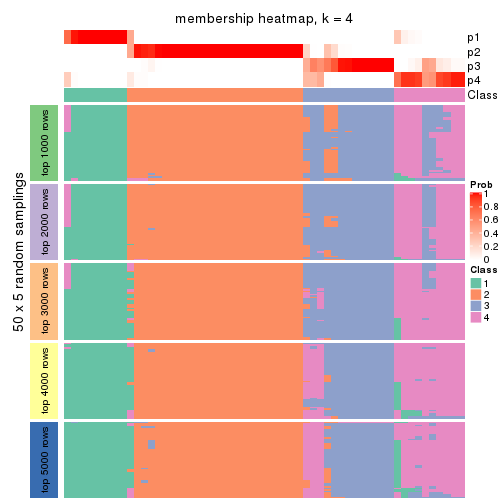 membership heatmap, k = 4
p1
p2
p3
p4
Class
50 x 5 random samplings
top 1000 rows
top 2000 rows
top 3000 rows
top 4000 rows
top 5000 rows
Prob
1
0.8
0.6
0.4
0.2
0
Class
1
2
3
4